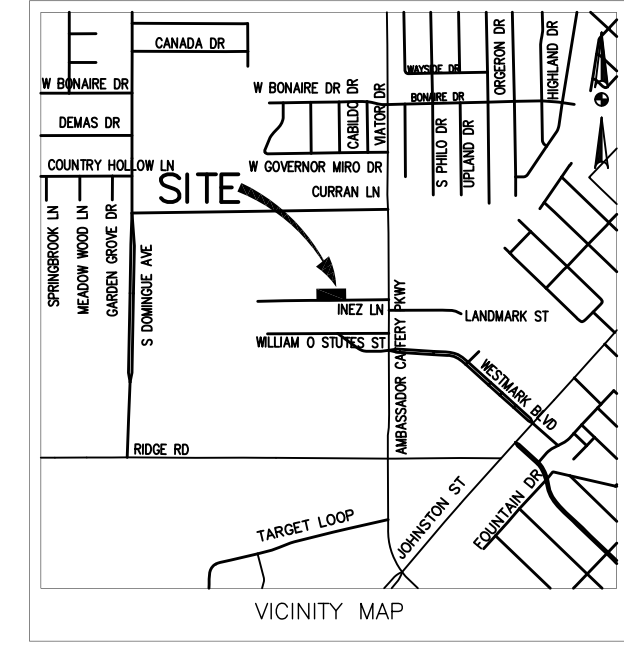 CANADA DR
W BONAIRE DR
DEMAS DR
COUNTRY HOLLOW LN
SPRINGBROOK LN
MEADOW WOOD LN
GARDEN GROVE DR
S DOMINGUE AVE
SITE
W BONAIRE DR
CABILDO DR
VIATOR DR
W GOVERNOR MIRO DR
CURRAN LN
WAYSIDE DR
BONAIRE DR
S PHILO DR
UPLAND DR
ORGERON DR
HIGHLAND DR
INEZ LN
LANDMARK ST
WILLIAM O STUTES ST
AMBASSADOR CAFFERY PKWY
WESTMARK BLVD
RIDGE RD
JOHNSTON ST
FOUNTAIN DR
TARGET LOOP
VICINITY MAP